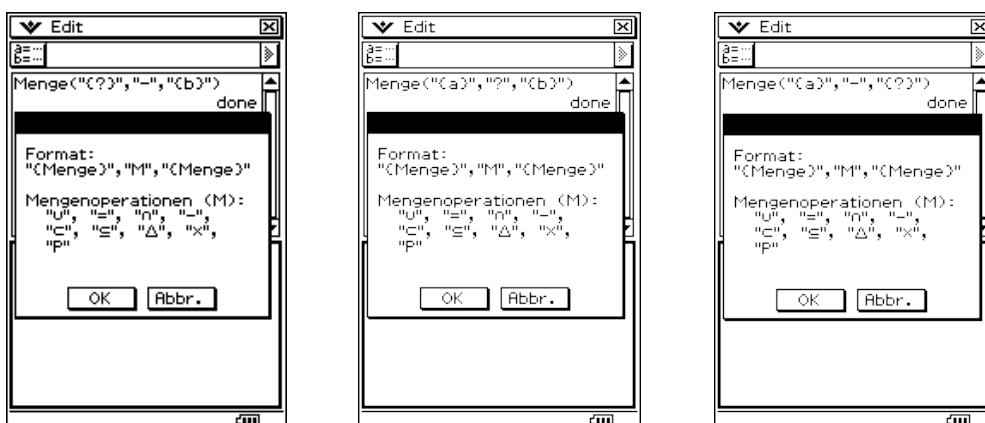 Edit
Menge("{?}","-","{b}")
done
Format:
"{Menge}","M","{Menge}"
Mengenoperationen (M):
"∪", "=", "∩", "-",
"⊂", "⊆", "△", "×",
"P"
OK Abbr.
Edit
Menge("{a}","?","{b}")
done
Format:
"{Menge}","M","{Menge}"
Mengenoperationen (M):
"∪", "=", "∩", "-",
"⊂", "⊆", "△", "×",
"P"
OK Abbr.
Edit
Menge("{a}","-","{?}")
done
Format:
"{Menge}","M","{Menge}"
Mengenoperationen (M):
"∪", "=", "∩", "-",
"⊂", "⊆", "△", "×",
"P"
OK Abbr.